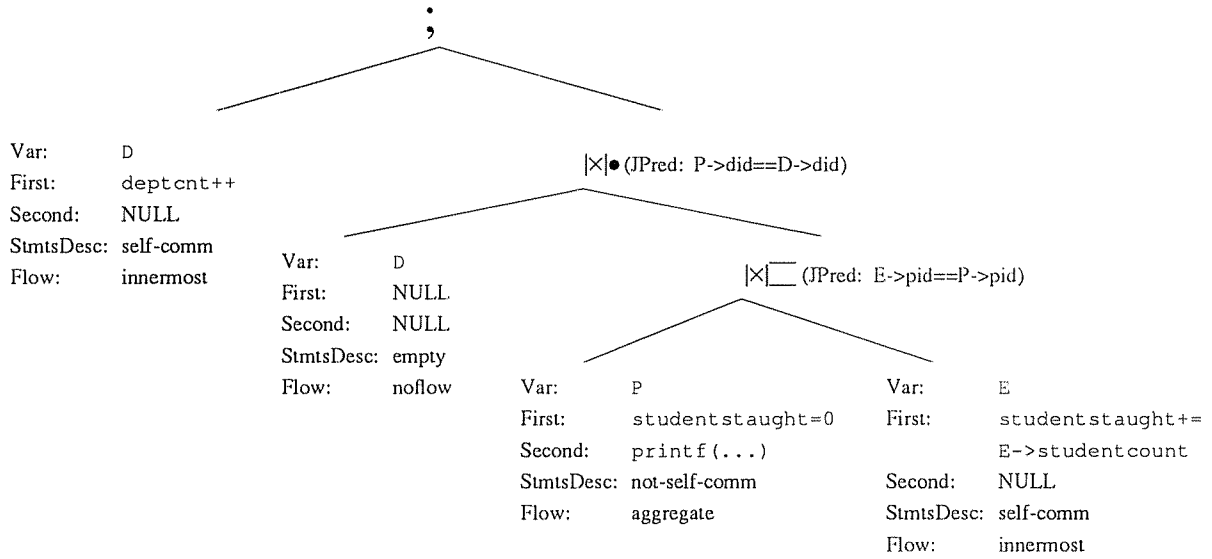 ;
Var: D
First: deptcnt++
Second: NULL
StmtsDesc: self-comm
Flow: innermost
|×|● (JPred: P->did==D->did)
Var: D
First: NULL
Second: NULL
StmtsDesc: empty
Flow: noflow
|×| (JPred: E->pid==P->pid)
Var: P
First: studentstaught=0
Second: printf(...)
StmtsDesc: not-self-comm
Flow: aggregate
Var: E
First: studentstaught+=
E->studentcount
Second: NULL
StmtsDesc: self-comm
Flow: innermost